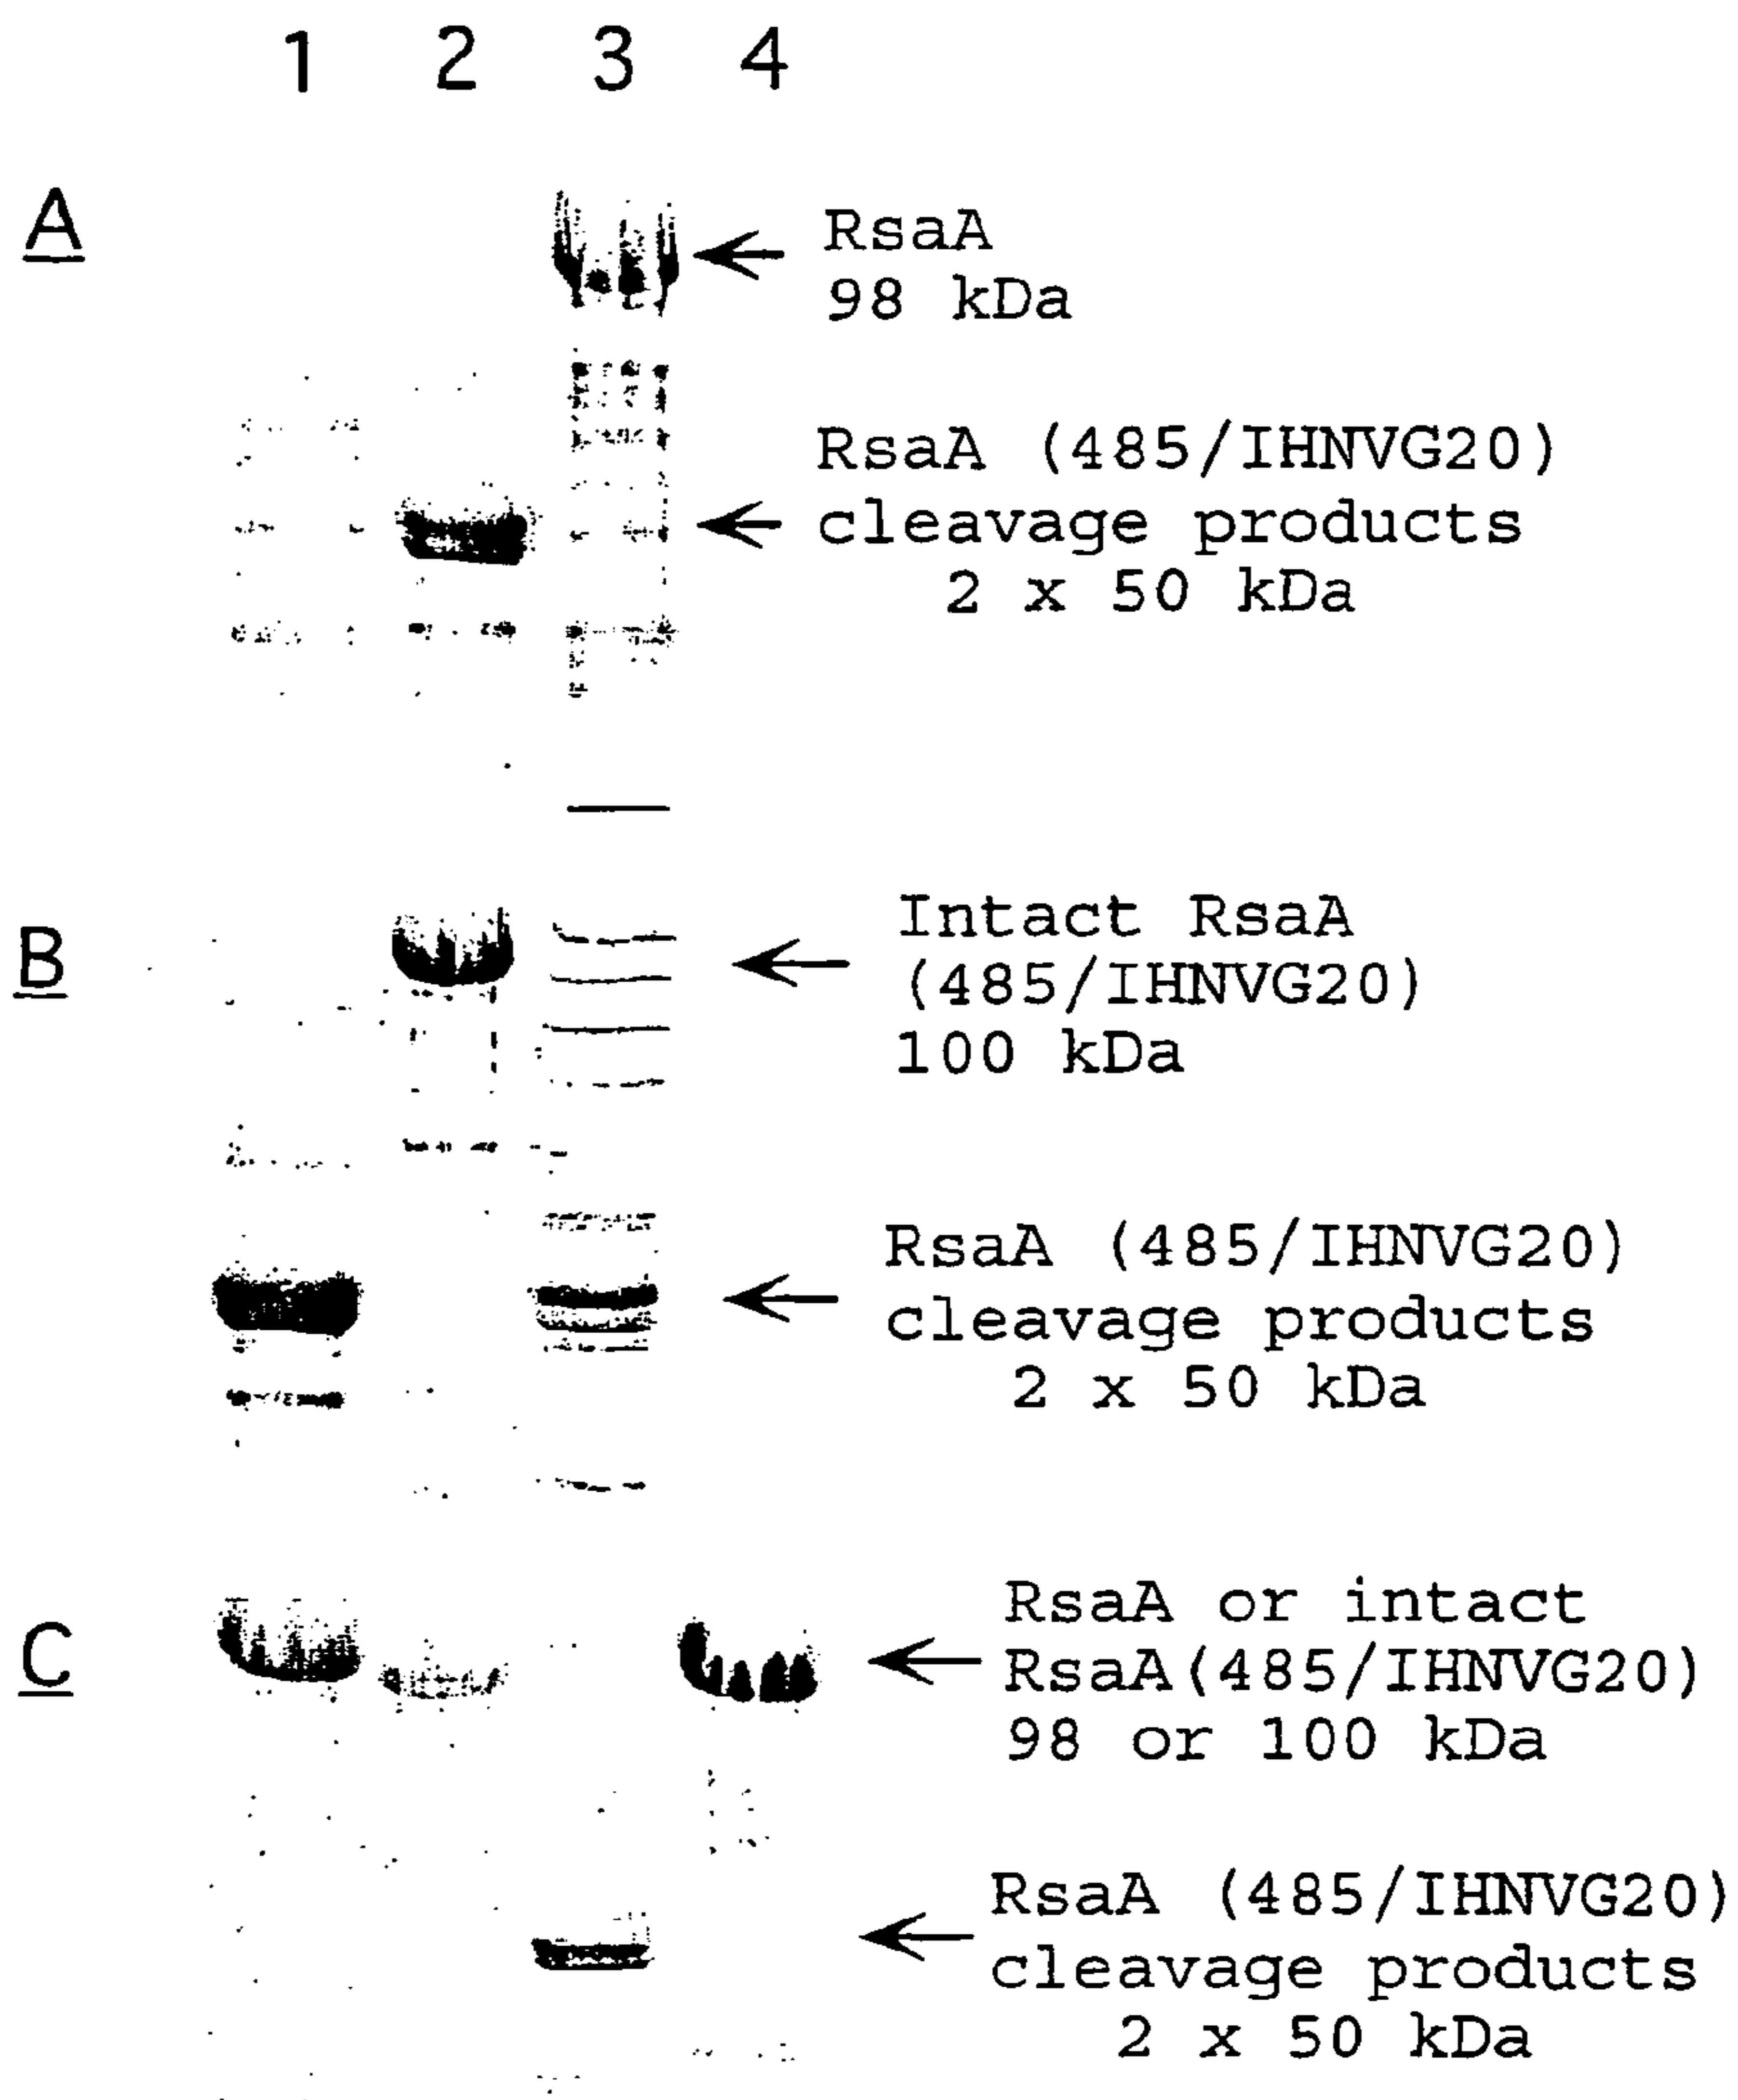 1 2 3 4
A
RsaA
98 kDa
RsaA (485/IHNVG20)
cleavage products
2 x 50 kDa
B
Intact RsaA
(485/IHNVG20)
100 kDa
RsaA (485/IHNVG20)
cleavage products
2 x 50 kDa
C
RsaA or intact
RsaA(485/IHNVG20)
98 or 100 kDa
RsaA (485/IHNVG20)
cleavage products
2 x 50 kDa